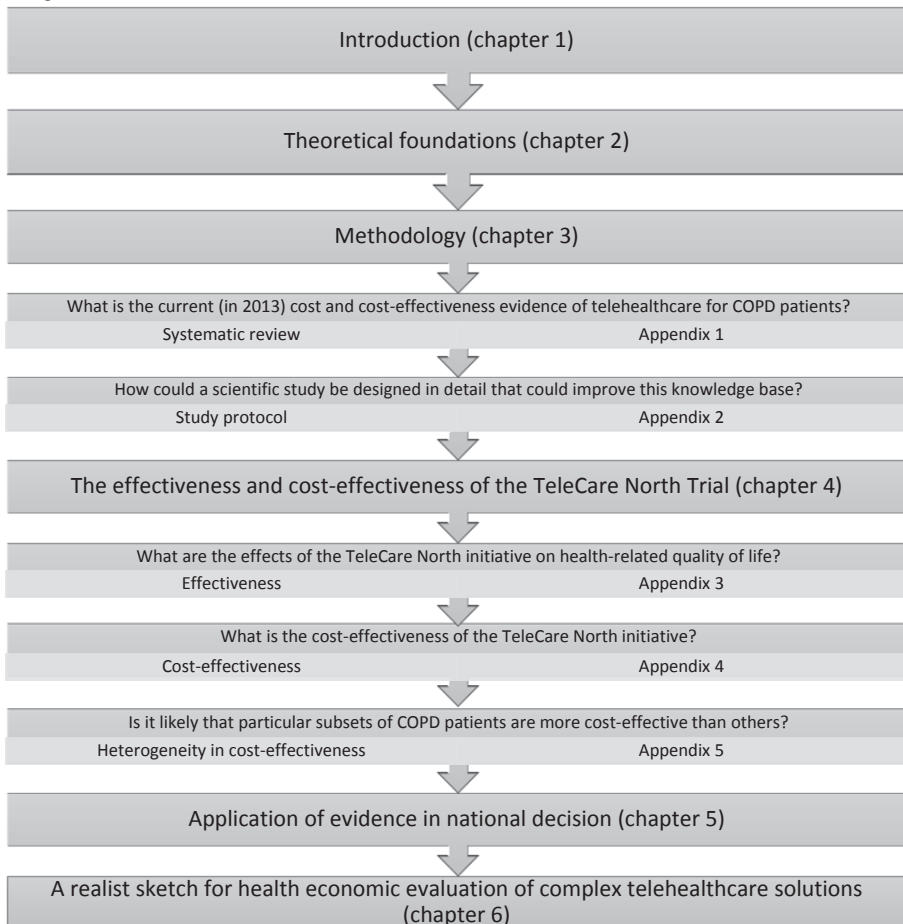 Introduction (chapter 1)
Theoretical foundations (chapter 2)
Methodology (chapter 3)
What is the current (in 2013) cost and cost-effectiveness evidence of telehealthcare for COPD patients?
Systematic review Appendix 1
How could a scientific study be designed in detail that could improve this knowledge base?
Study protocol Appendix 2
The effectiveness and cost-effectiveness of the TeleCare North Trial (chapter 4)
What are the effects of the TeleCare North initiative on health-related quality of life?
Effectiveness Appendix 3
What is the cost-effectiveness of the TeleCare North initiative?
Cost-effectiveness Appendix 4
Is it likely that particular subsets of COPD patients are more cost-effective than others?
Heterogeneity in cost-effectiveness Appendix 5
Application of evidence in national decision (chapter 5)
A realist sketch for health economic evaluation of complex telehealthcare solutions
(chapter 6)